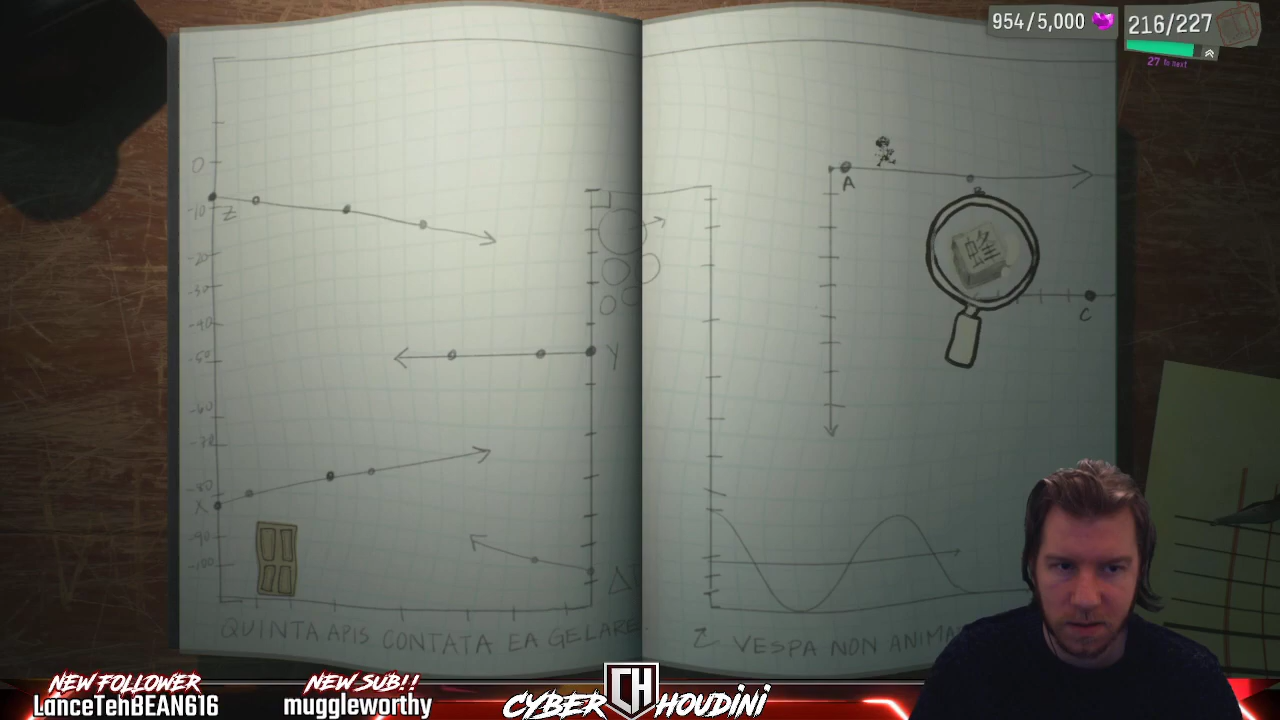 954/5,000
216/227
27 to next
0
-10
Z
-20
-30
-40
-50
-60
-70
-80
X
-90
-100
Y
A
B
C
QUINTA APIS CONTATA EA GELARE
VESPA NON ANIMA
NEW FOLLOWER
LanceTenBEAN616
NEW SUB!!
muggleworthy
CYBER CH HOUDINI